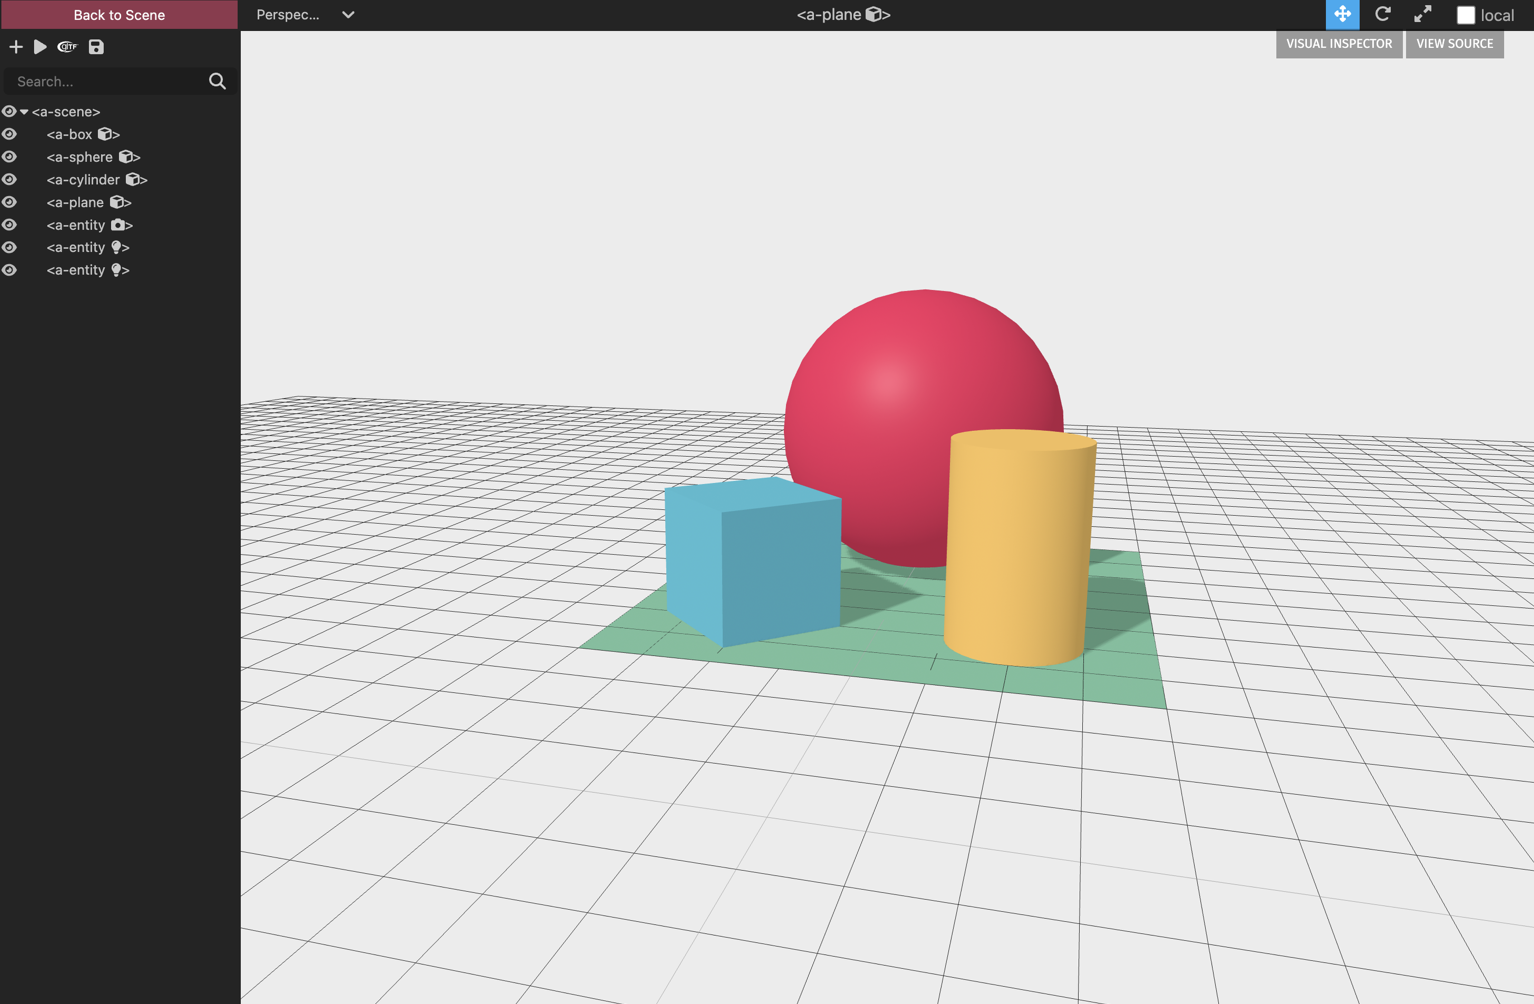 Back to Scene
Perspec...
<a-plane >
local
VISUAL INSPECTOR
VIEW SOURCE
GLTF
Search...
<a-scene>
<a-box >
<a-sphere >
<a-cylinder >
<a-plane >
<a-entity >
<a-entity >
<a-entity >